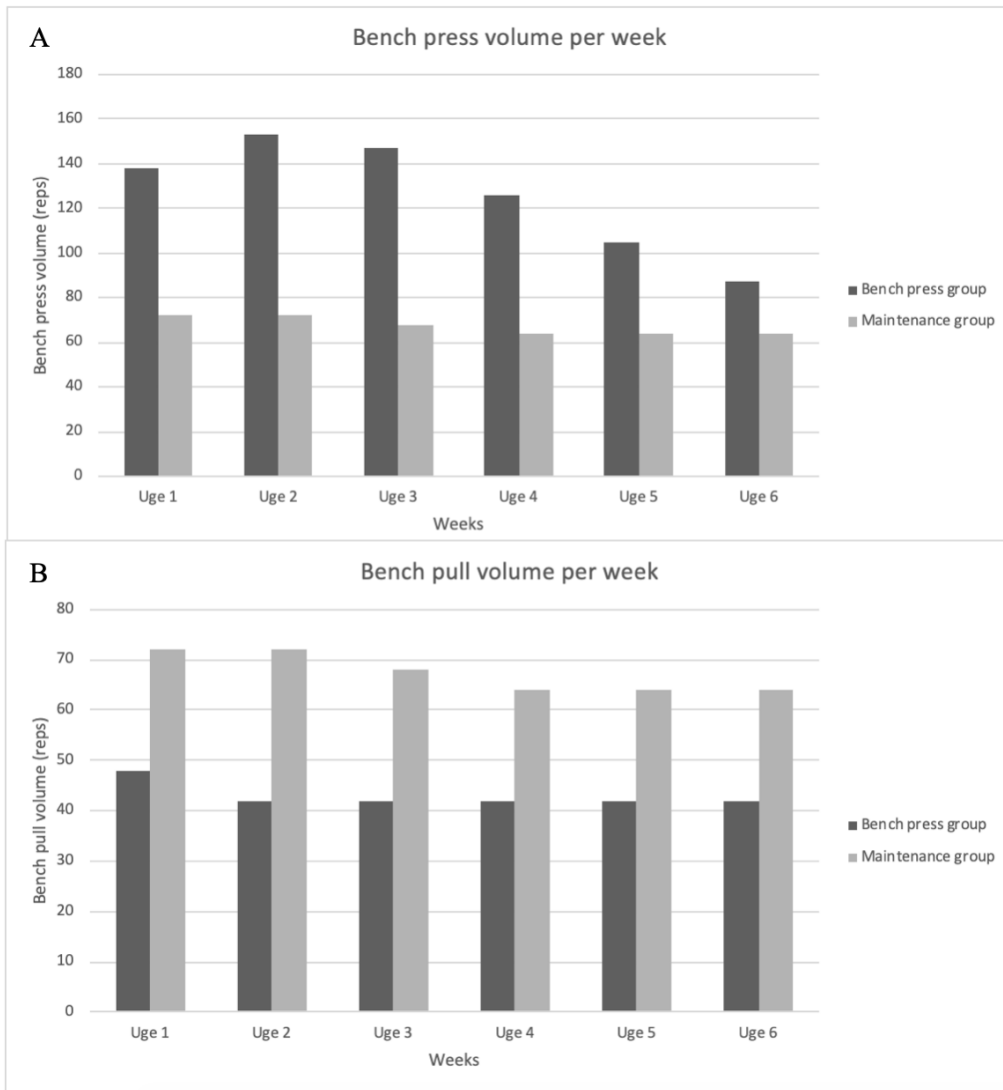 A
Bench press volume per week
180
160
140
120
100
80
60
40
20
0
Bench press volume (reps)
Uge 1 Uge 2 Uge 3 Uge 4 Uge 5 Uge 6
Weeks
Bench press group
Maintenance group
B
Bench pull volume per week
80
70
60
50
40
30
20
10
0
Bench pull volume (reps)
Uge 1 Uge 2 Uge 3 Uge 4 Uge 5 Uge 6
Weeks
Bench press group
Maintenance group